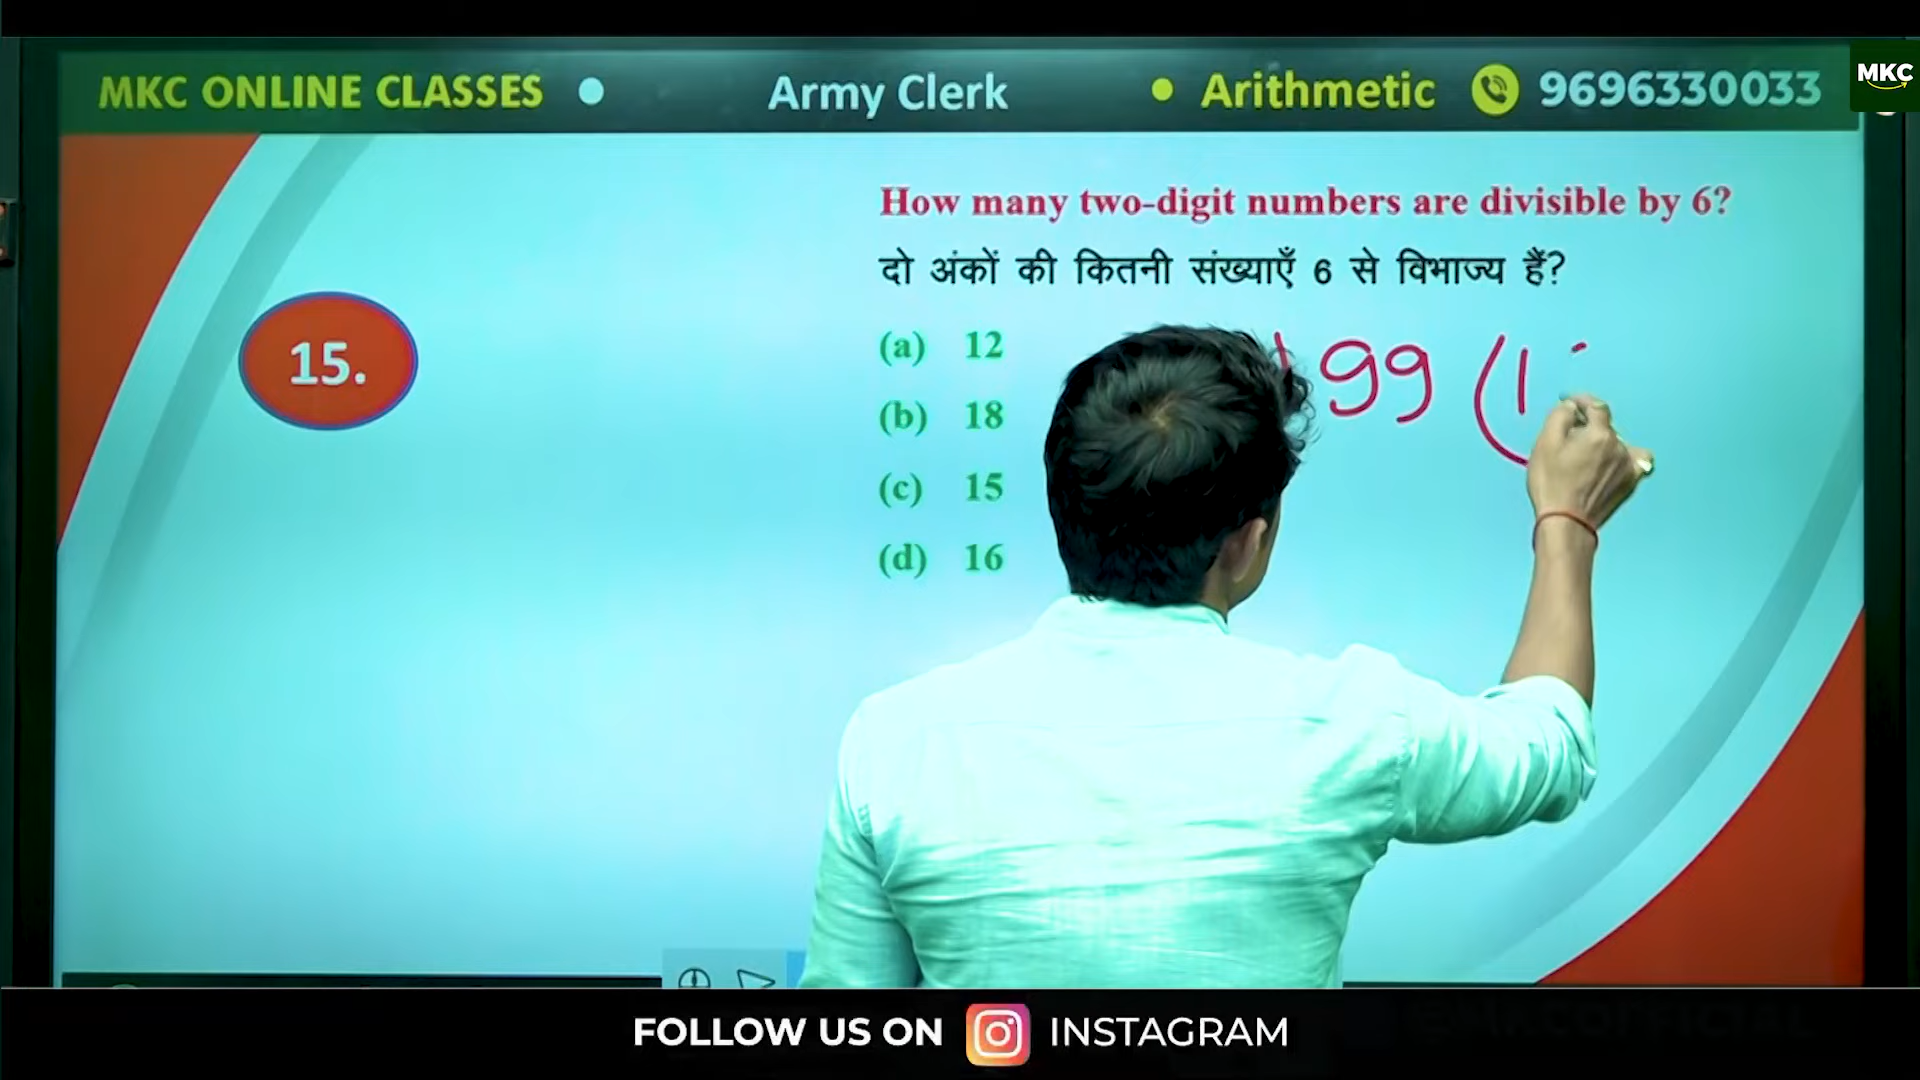 MKC ONLINE CLASSES • Army Clerk • Arithmetic 9696330033
MKC
How many two-digit numbers are divisible by 6?
दो अंकों की कितनी संख्याएँ 6 से विभाज्य हैं?
15.
(a) 12
(b) 18
(c) 15
(d) 16
99 (1
FOLLOW US ON INSTAGRAM